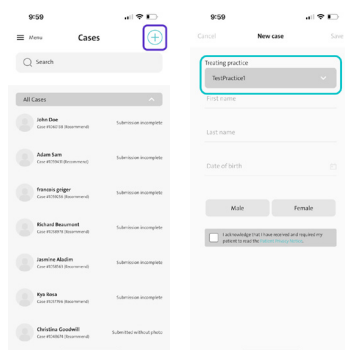 9:59
Menu
Cases
Search
All Cases
John Doe
Submission incomplete
Adam Sam
Submission incomplete
francois geiger
Submission incomplete
Richard Beaumont
Submission incomplete
Jasmine Aladim
Submission incomplete
Kya Rosa
Submission incomplete
Christina Goodwill
Submitted without photo
9:59
Cancel
New case
Save
Treating practice
TestPractice1
First name
Last name
Date of birth
Male
Female
I acknowledge that I have received and required my
patient to read the